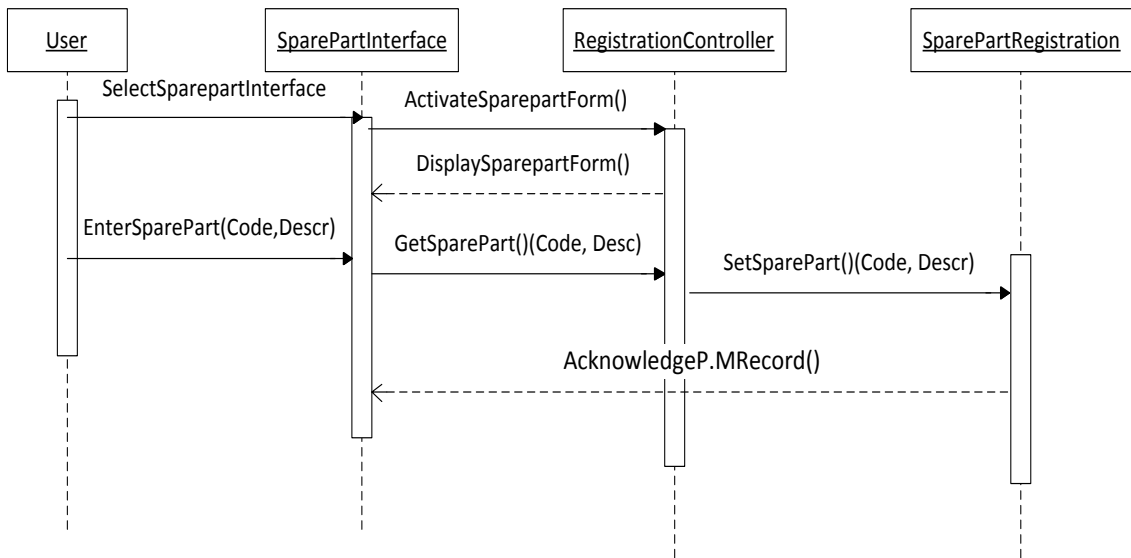 User
SparePartInterface
RegistrationController
SparePartRegistration
SelectSparepartInterface
ActivateSparepartForm()
DisplaySparepartForm()
EnterSparePart(Code,Descr)
GetSparePart()(Code, Desc)
SetSparePart()(Code, Descr)
AcknowledgeP.MRecord()